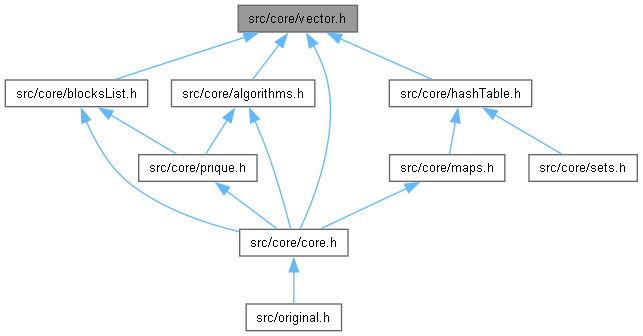 src/core/vector.h
src/core/blocksList.h
src/core/algorithms.h
src/core/hashTable.h
src/core/prique.h
src/core/maps.h
src/core/sets.h
src/core/core.h
src/original.h